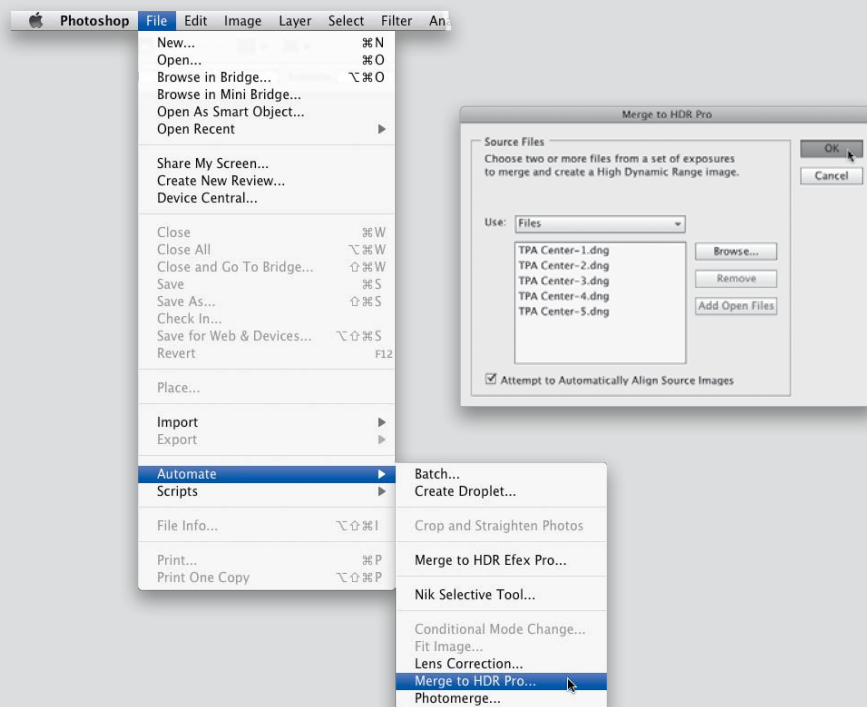 Photoshop File Edit Image Layer Select Filter An
New... ⌘N
Open... ⌘O
Browse in Bridge... ⌥⌘O
Browse in Mini Bridge...
Open As Smart Object...
Open Recent
Share My Screen...
Create New Review...
Device Central...
Close ⌘W
Close All ⌥⌘W
Close and Go To Bridge... ⇧⌘W
Save ⌘S
Save As... ⇧⌘S
Check In...
Save for Web & Devices... ⌥⇧⌘S
Revert F12
Place...
Import
Export
Automate
Scripts
File Info... ⌥⇧⌘I
Print... ⌘P
Print One Copy ⌥⇧⌘P
Batch...
Create Droplet...
Crop and Straighten Photos
Merge to HDR Efex Pro...
Nik Selective Tool...
Conditional Mode Change...
Fit Image...
Lens Correction...
Merge to HDR Pro...
Photomerge...
Merge to HDR Pro
Source Files
Choose two or more files from a set of exposures
to merge and create a High Dynamic Range image.
OK
Cancel
Use: Files
TPA Center-1.dng
TPA Center-2.dng
TPA Center-3.dng
TPA Center-4.dng
TPA Center-5.dng
Browse...
Remove
Add Open Files
Attempt to Automatically Align Source Images